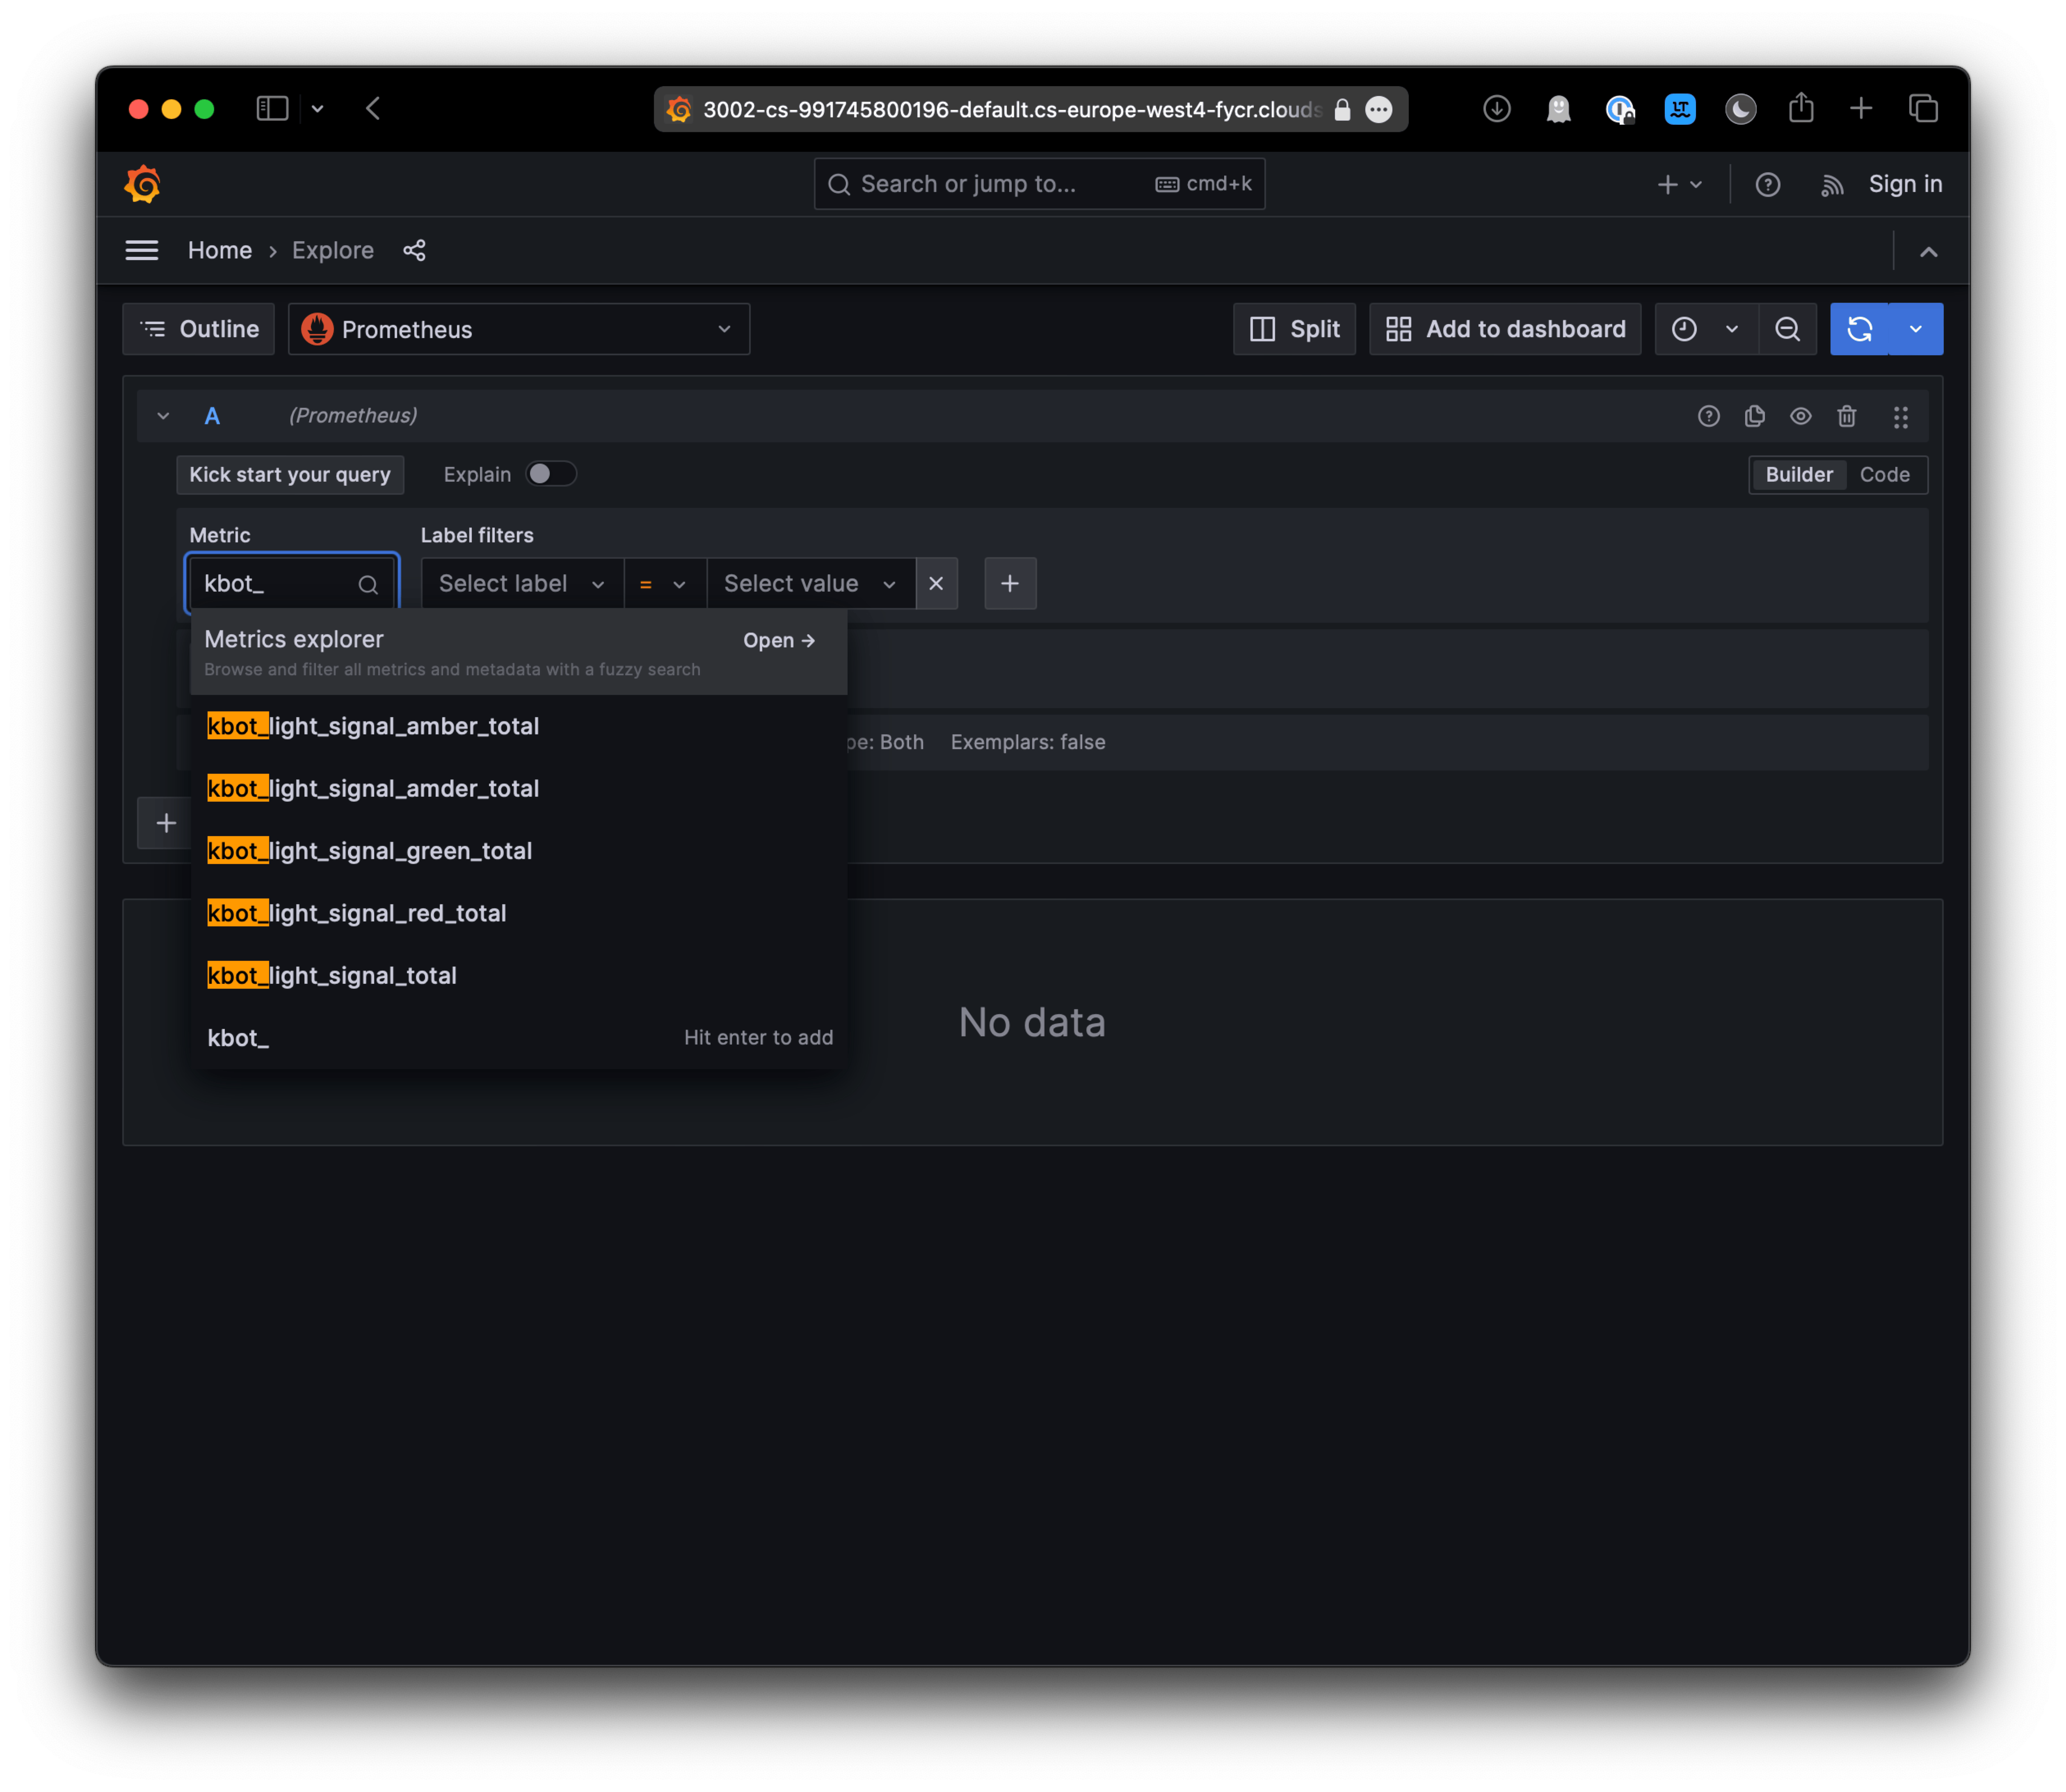 3002-cs-991745800196-default.cs-europe-west4-fycr.clouds
Search or jump to... cmd+k
Sign in
Home › Explore
Outline Prometheus Split Add to dashboard
A (Prometheus)
Kick start your query Explain Builder Code
Metric Label filters
kbot_ Select label = Select value
Metrics explorer Open →
Browse and filter all metrics and metadata with a fuzzy search
kbot_light_signal_amber_total
pe: Both Exemplars: false
kbot_light_signal_amder_total
kbot_light_signal_green_total
kbot_light_signal_red_total
kbot_light_signal_total
kbot_ Hit enter to add
No data